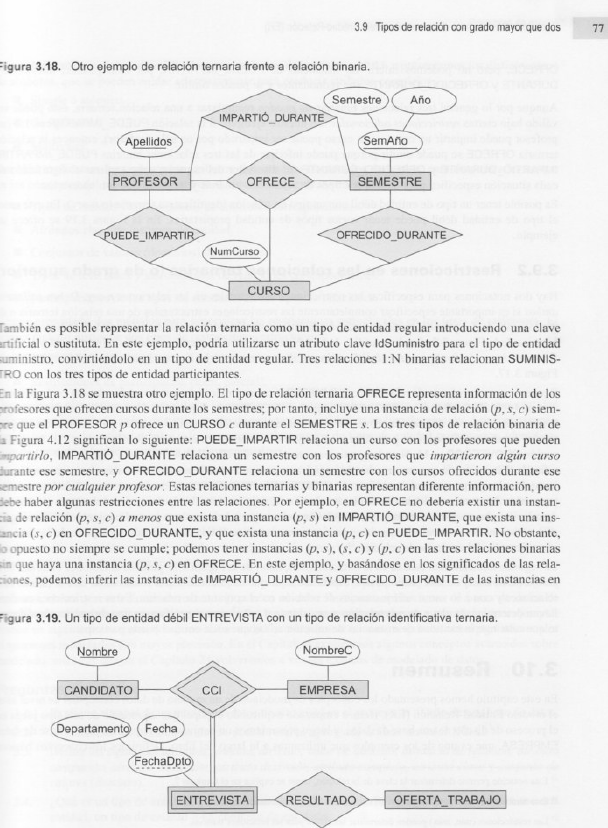 3.9 Tipos de relación con grado mayor que dos 77
Figura 3.18. Otro ejemplo de relación ternaria frente a relación binaria.
Semestre Año
IMPARTIÓ_DURANTE
Apellidos SemAño
PROFESOR OFRECE SEMESTRE
PUEDE_IMPARTIR OFRECIDO_DURANTE
NumCurso
CURSO
También es posible representar la relación ternaria como un tipo de entidad regular introduciendo una clave
artificial o sustituta. En este ejemplo, podría utilizarse un atributo clave IdSuministro para el tipo de entidad
suministro, convirtiéndolo en un tipo de entidad regular. Tres relaciones 1:N binarias relacionan SUMINIS-
TRO con los tres tipos de entidad participantes.
En la Figura 3.18 se muestra otro ejemplo. El tipo de relación ternaria OFRECE representa información de los
profesores que ofrecen cursos durante los semestres; por tanto, incluye una instancia de relación (p, s, c) siem-
pre que el PROFESOR p ofrece un CURSO c durante el SEMESTRE s. Los tres tipos de relación binaria de
la Figura 4.12 significan lo siguiente: PUEDE_IMPARTIR relaciona un curso con los profesores que pueden
impartirlo, IMPARTIÓ_DURANTE relaciona un semestre con los profesores que impartieron algún curso
durante ese semestre, y OFRECIDO_DURANTE relaciona un semestre con los cursos ofrecidos durante ese
semestre por cualquier profesor. Estas relaciones ternarias y binarias representan diferente información, pero
debe haber algunas restricciones entre las relaciones. Por ejemplo, en OFRECE no debería existir una instan-
cia de relación (p, s, c) a menos que exista una instancia (p, s) en IMPARTIÓ_DURANTE, que exista una ins-
tancia (s, c) en OFRECIDO_DURANTE, y que exista una instancia (p, c) en PUEDE_IMPARTIR. No obstante,
lo opuesto no siempre se cumple; podemos tener instancias (p, s), (s, c) y (p, c) en las tres relaciones binarias
sin que haya una instancia (p, s, c) en OFRECE. En este ejemplo, y basándose en los significados de las rela-
ciones, podemos inferir las instancias de IMPARTIÓ_DURANTE y OFRECIDO_DURANTE de las instancias en
Figura 3.19. Un tipo de entidad débil ENTREVISTA con un tipo de relación identificativa ternaria.
Nombre NombreC
CANDIDATO CCI EMPRESA
Departamento Fecha
FechaDpto
ENTREVISTA RESULTADO OFERTA_TRABAJO